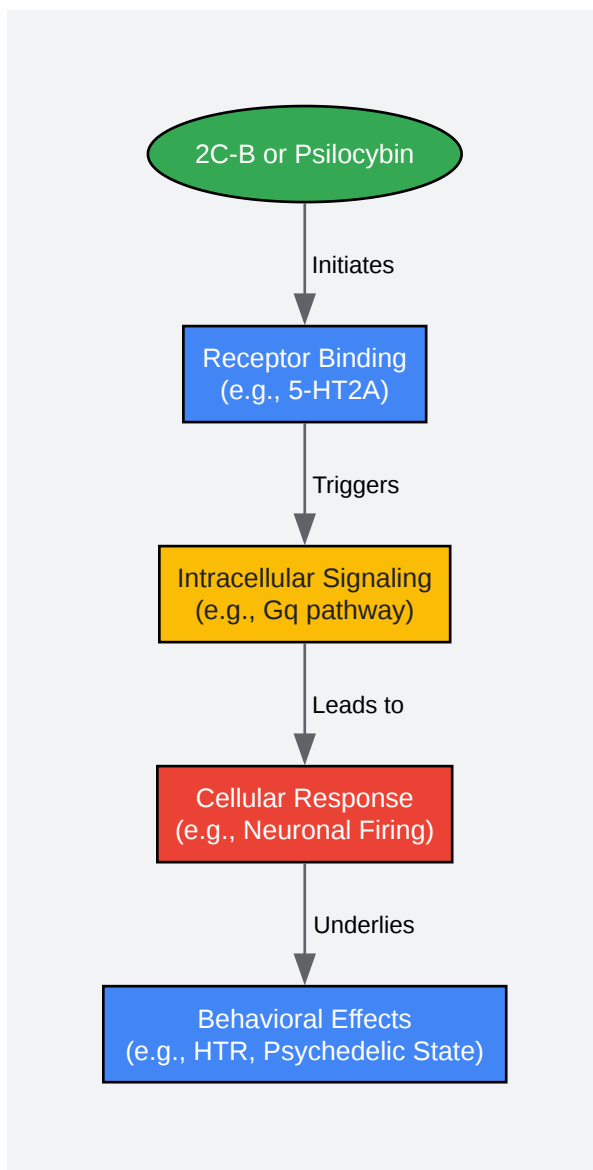 2C-B or Psilocybin
Initiates
Receptor Binding
(e.g., 5-HT2A)
Triggers
Intracellular Signaling
(e.g., Gq pathway)
Leads to
Cellular Response
(e.g., Neuronal Firing)
Underlies
Behavioral Effects
(e.g., HTR, Psychedelic State)